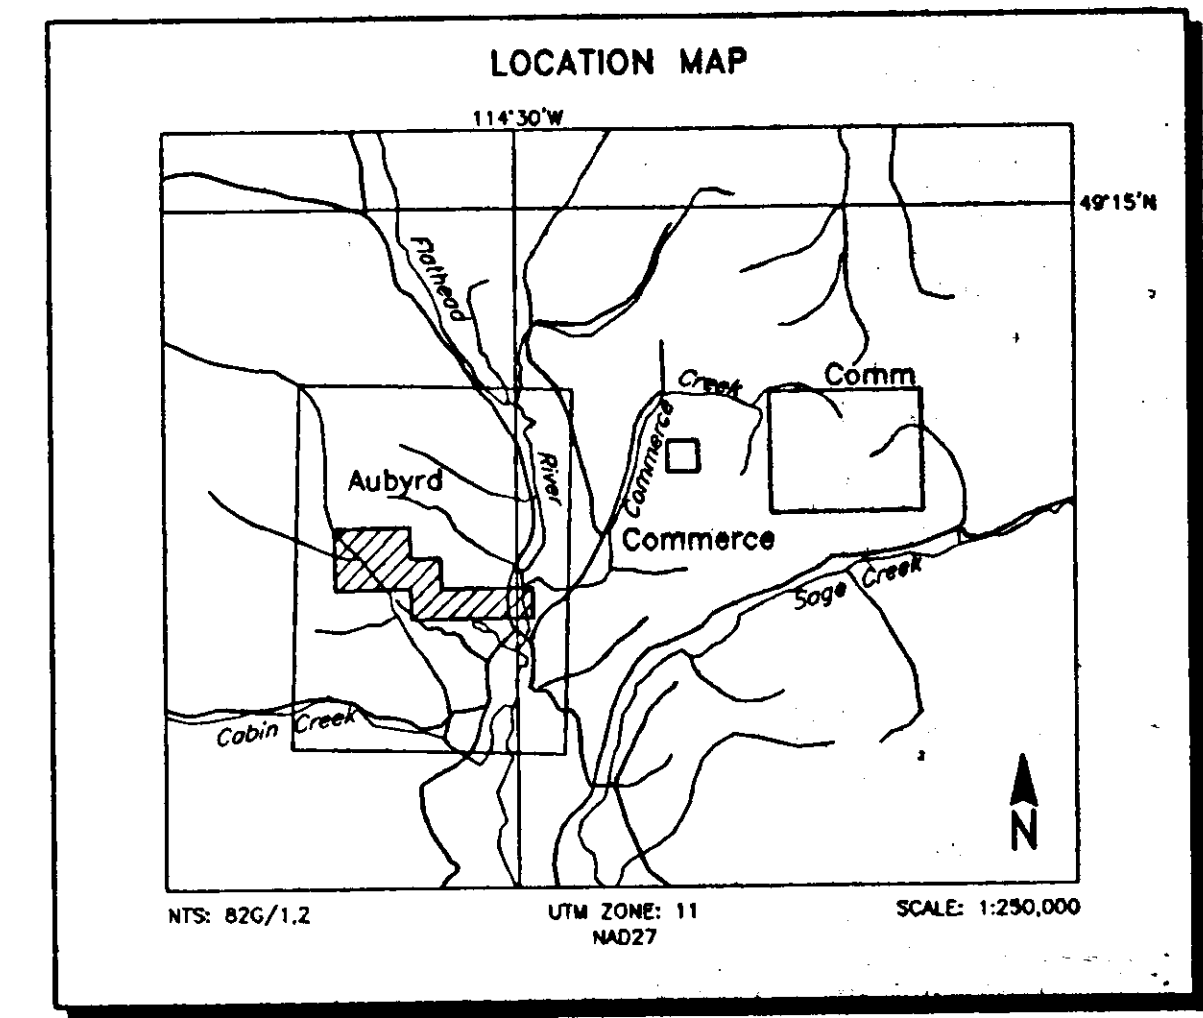 LOCATION MAP
114°30'W
49°15'N
Flathead
River
Creek
Commerce
Comm
Aubyrd
Commerce
Sage Creek
Cabin Creek
N
NTS: 82G/1,2
UTM ZONE: 11
NAD27
SCALE: 1:250,000